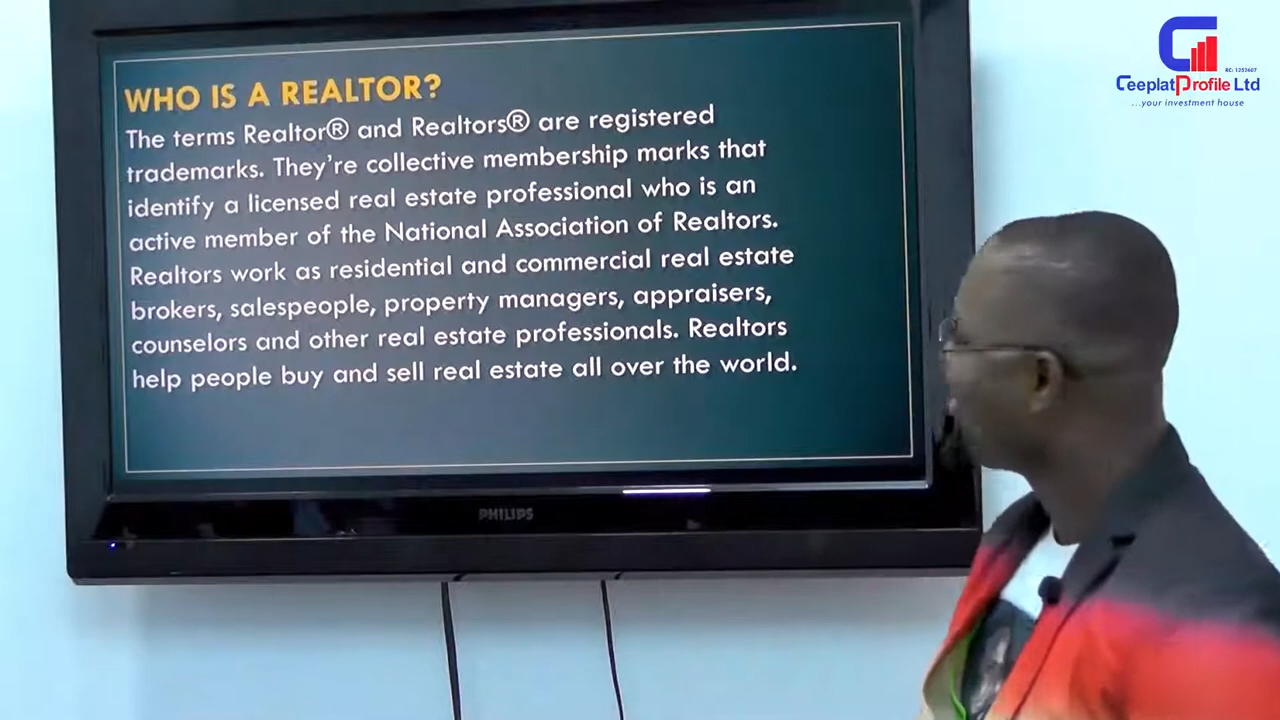 WHO IS A REALTOR?
The terms Realtor® and Realtors® are registered
trademarks. They’re collective membership marks that
identify a licensed real estate professional who is an
active member of the National Association of Realtors.
Realtors work as residential and commercial real estate
brokers, salespeople, property managers, appraisers,
counselors and other real estate professionals. Realtors
help people buy and sell real estate all over the world.
PHILIPS
RC: 1252607
CeeplatProfile Ltd
...your investment house